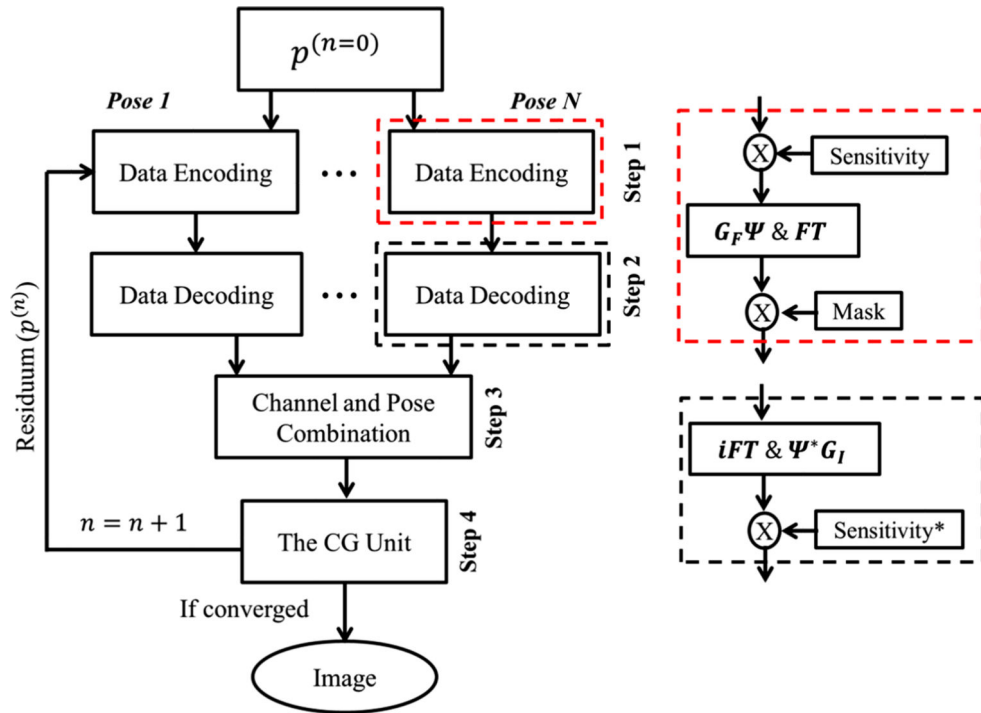 p^(n=0)
Pose 1
Pose N
Data Encoding
...
Data Encoding
Step 1
Data Decoding
...
Data Decoding
Step 2
Channel and Pose
Combination
Step 3
Residuum (p^(n))
n = n + 1
The CG Unit
Step 4
If converged
Image
X
Sensitivity
G_F Ψ & FT
X
Mask
iFT & Ψ* G_I
X
Sensitivity*